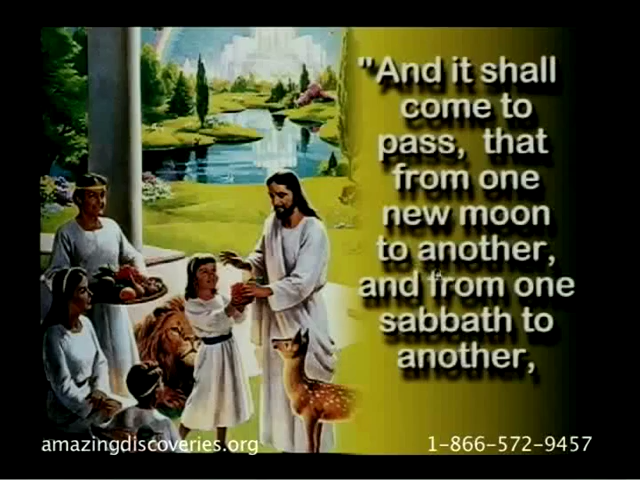 "And it shall
come to
pass, that
from one
new moon
to another,
and from one
sabbath to
another,
amazingdiscoveries.org
1-866-572-9457